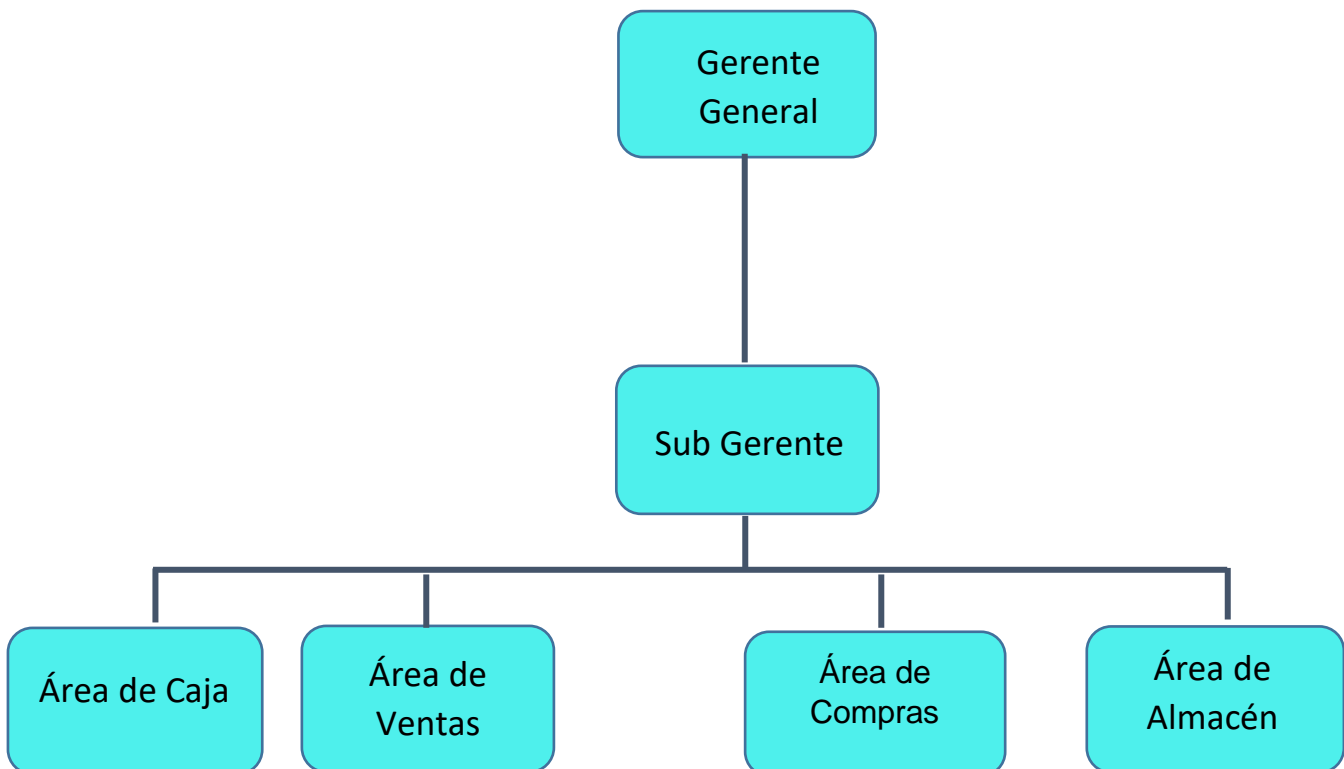 Gerente
General
Sub Gerente
Área de Caja
Área de
Ventas
Área de
Compras
Área de
Almacén